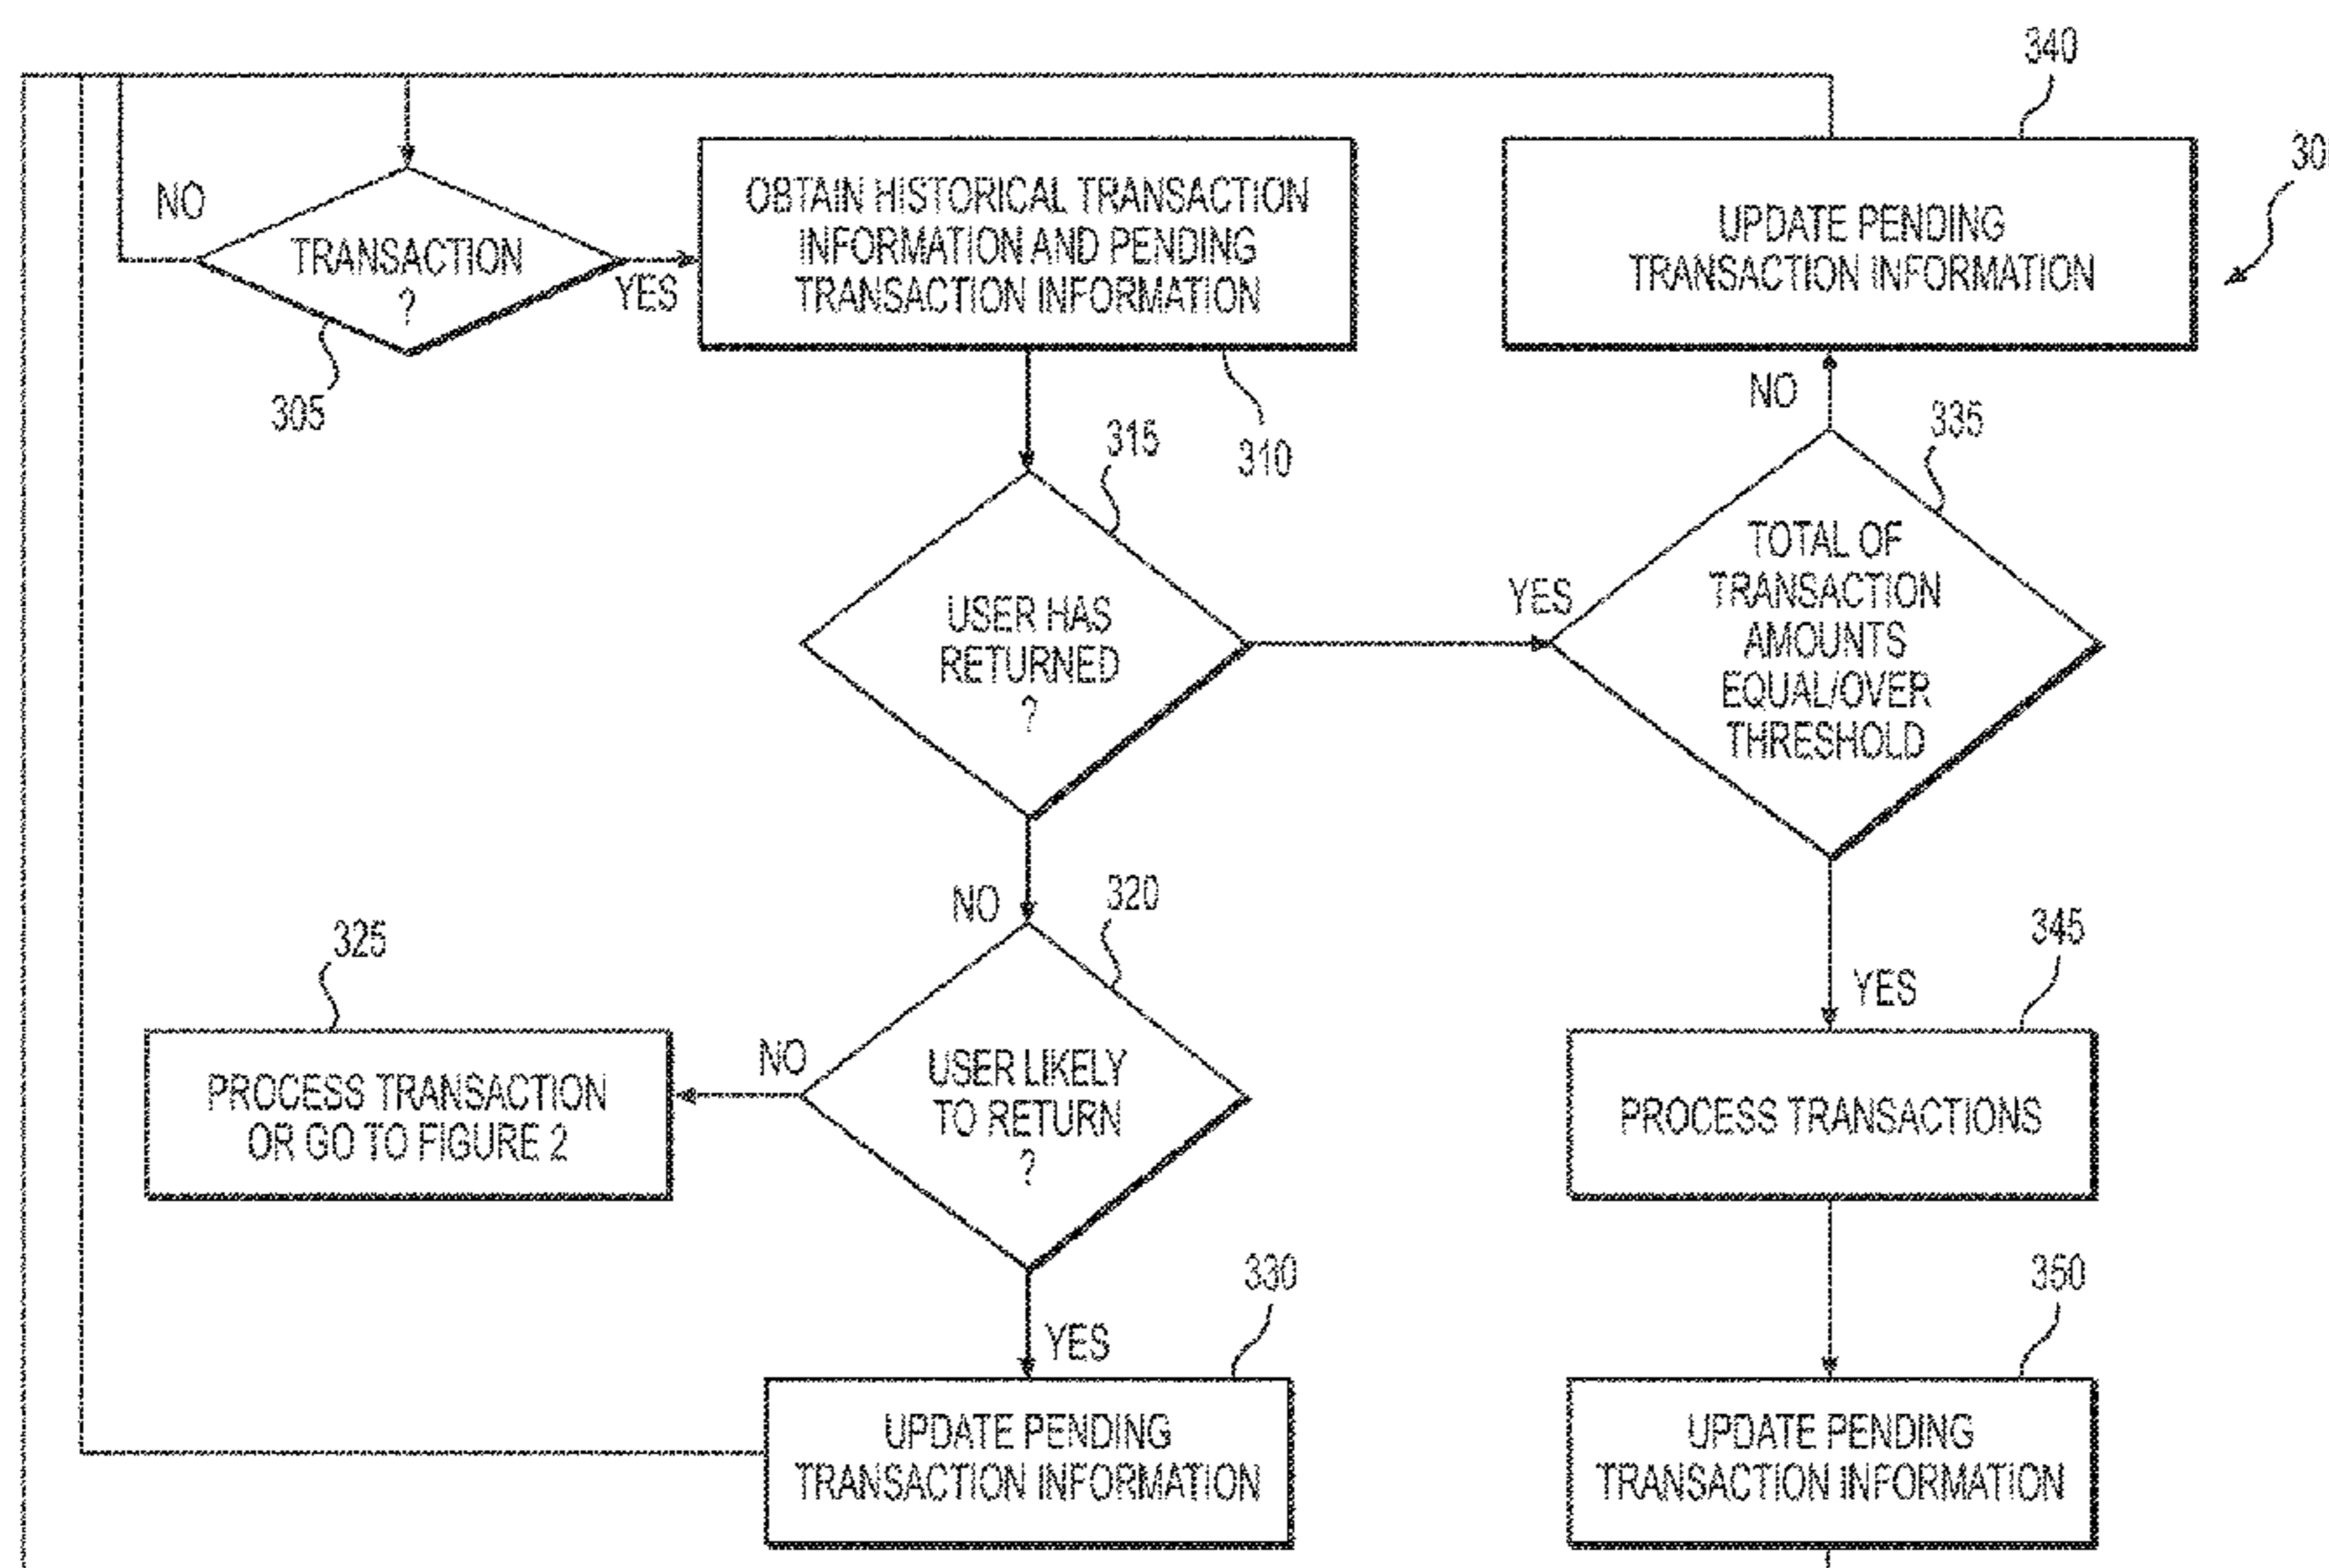 340
30
NO
TRANSACTION
?
YES
305
OBTAIN HISTORICAL TRANSACTION
INFORMATION AND PENDING
TRANSACTION INFORMATION
310
UPDATE PENDING
TRANSACTION INFORMATION
NO
315
USER HAS
RETURNED
?
YES
335
TOTAL OF
TRANSACTION
AMOUNTS
EQUAL/OVER
THRESHOLD
NO
320
325
PROCESS TRANSACTION
OR GO TO FIGURE 2
NO
USER LIKELY
TO RETURN
?
YES
345
PROCESS TRANSACTIONS
YES
330
UPDATE PENDING
TRANSACTION INFORMATION
350
UPDATE PENDING
TRANSACTION INFORMATION